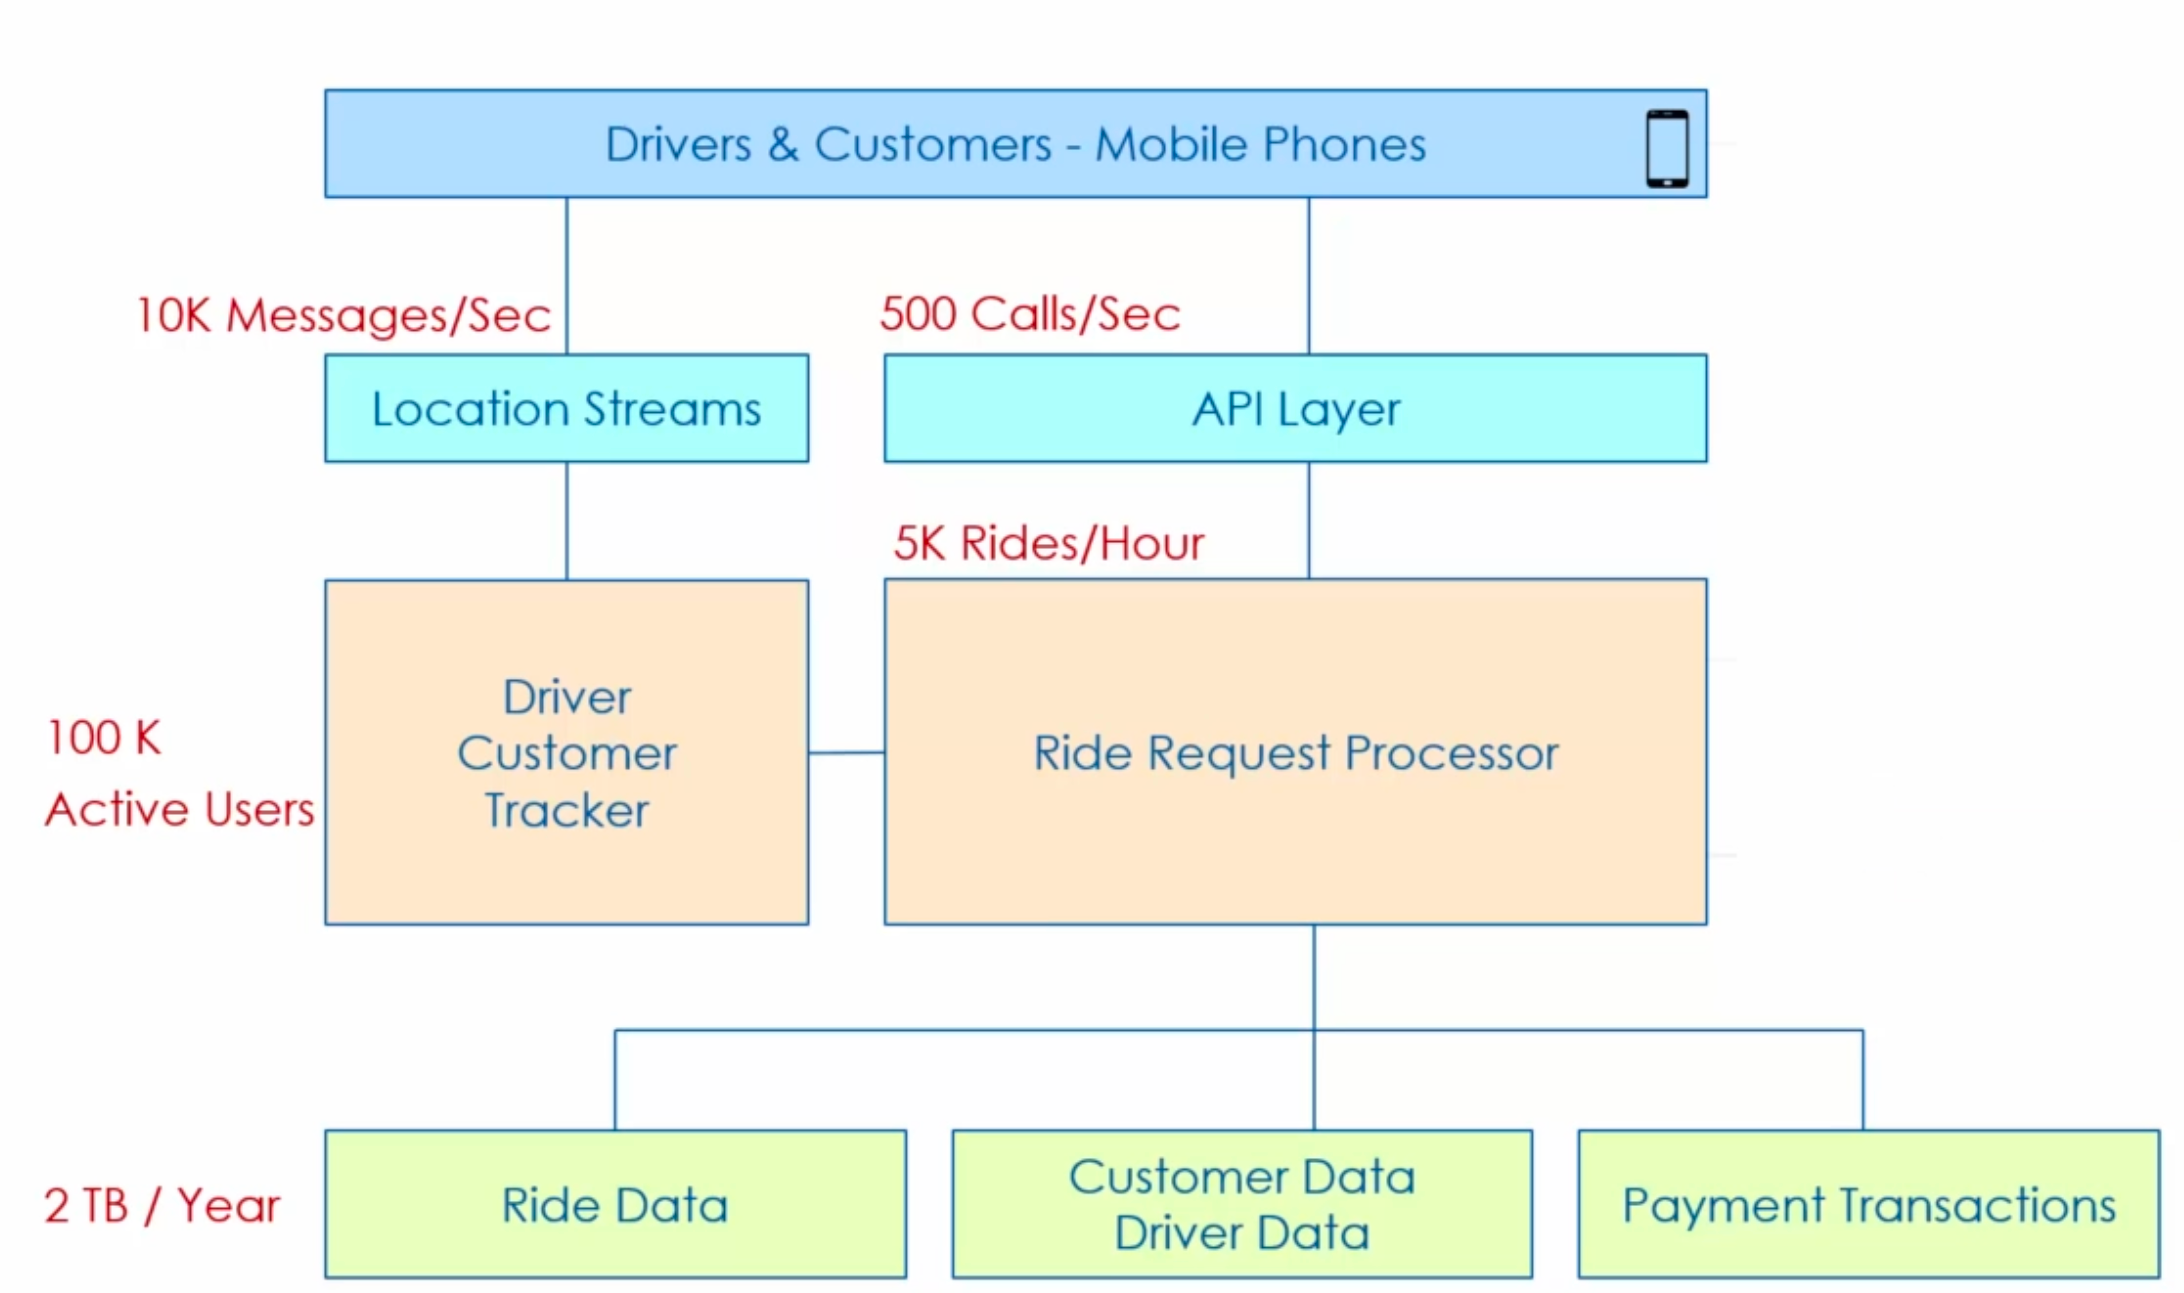 Drivers & Customers - Mobile Phones
10K Messages/Sec
500 Calls/Sec
Location Streams
API Layer
5K Rides/Hour
100 K
Active Users
Driver
Customer
Tracker
Ride Request Processor
2 TB / Year
Ride Data
Customer Data
Driver Data
Payment Transactions